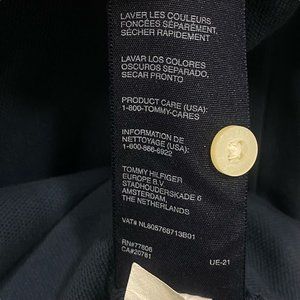 LAVER LES COULEURS
FONCÉES SÉPARÉMENT,
SÉCHER RAPIDEMENT
LAVAR LOS COLORES
OSCUROS SEPARADO,
SECAR PRONTO
PRODUCT CARE (USA):
1-800-TOMMY-CARES
INFORMATION DE
NETTOYAGE (USA):
1-800-866-6922
TOMMY HILFIGER
EUROPE B.V
STADHOUDERSKADE 6
AMSTERDAM,
THE NETHERLANDS
VAT# NL805768713B01
RN#77806
CA#20781
UE-21